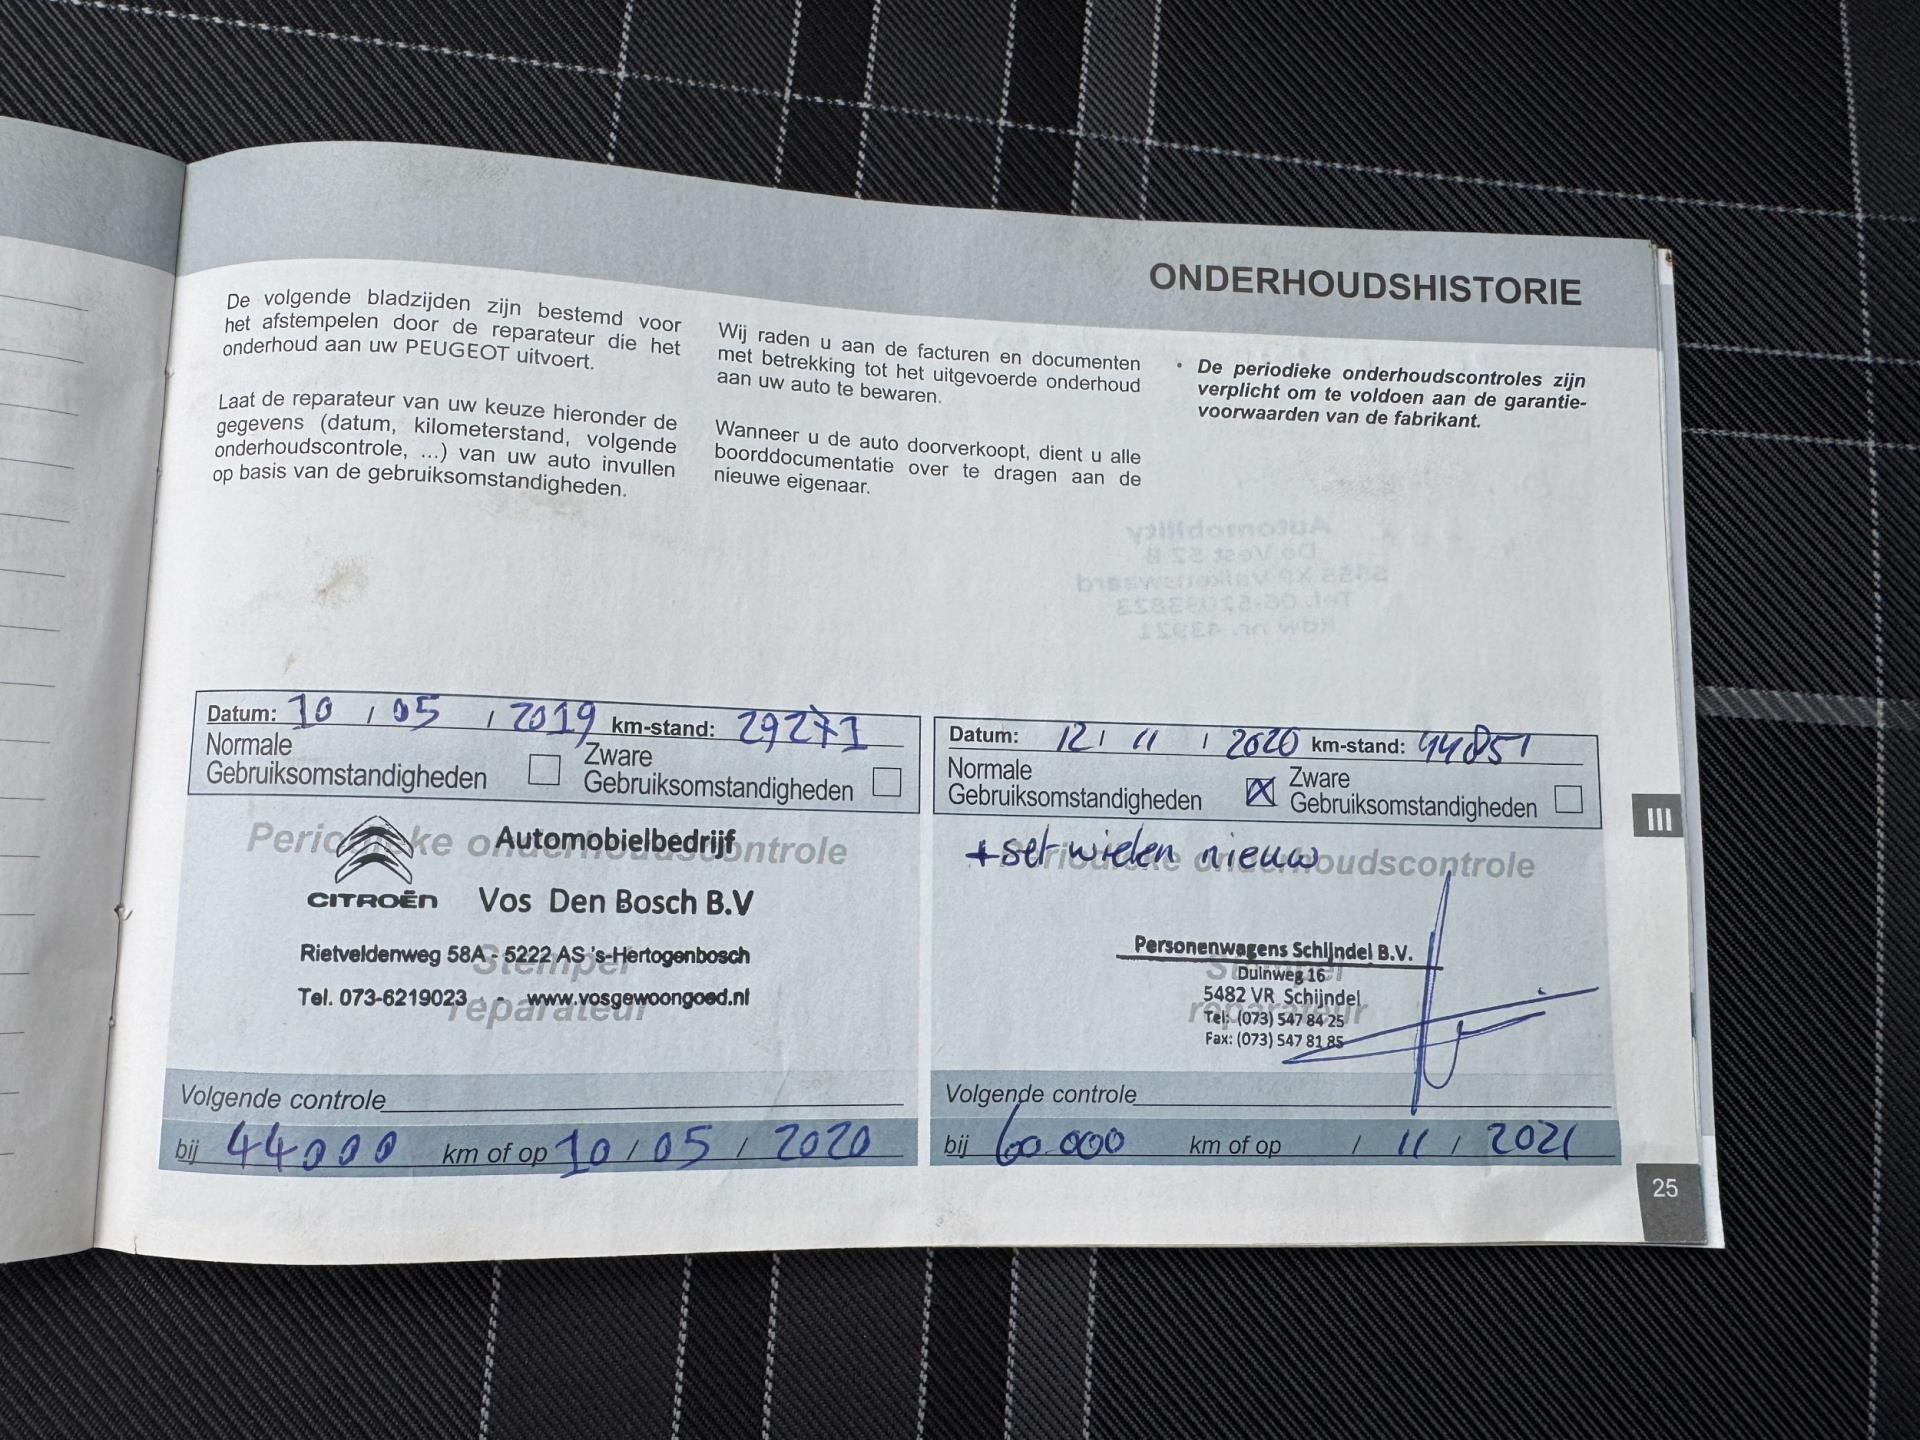 ONDERHOUDSHISTORIE
De volgende bladzijden zijn bestemd voor
het afstempelen door de reparateur die het
onderhoud aan uw PEUGEOT uitvoert.
Laat de reparateur van uw keuze hieronder de
gegevens (datum, kilometerstand, volgende
onderhoudscontrole, ...) van uw auto invullen
op basis van de gebruiksomstandigheden.
Wij raden u aan de facturen en documenten
met betrekking tot het uitgevoerde onderhoud
aan uw auto te bewaren.
Wanneer u de auto doorverkoopt, dient u alle
boorddocumentatie over te dragen aan de
nieuwe eigenaar.
• De periodieke onderhoudscontroles zijn
verplicht om te voldoen aan de garantie-
voorwaarden van de fabrikant.
Datum: 10 / 05 / 2019 km-stand: 29271
Normale
Gebruiksomstandigheden
Zware
Gebruiksomstandigheden
Periodieke onderhoudscontrole
Automobielbedrijf
CITROËN Vos Den Bosch B.V
Rietveldenweg 58A - 5222 AS 's-Hertogenbosch
Stempel
Tel. 073-6219023 - www.vosgewoongoed.nl
reparateur
Volgende controle
bij 44000 km of op 10 / 05 / 2020
Datum: 12 / 11 / 2020 km-stand: 44851
Normale
Gebruiksomstandigheden
Zware
Gebruiksomstandigheden
+ set wielen nieuw
Periodieke onderhoudscontrole
Personenwagens Schijndel B.V.
Stempel
Duinweg 16
5482 VR Schijndel
reparateur
Tel: (073) 547 84 25
Fax: (073) 547 81 85
Volgende controle
bij 60.000 km of op / 11 / 2021
III
25